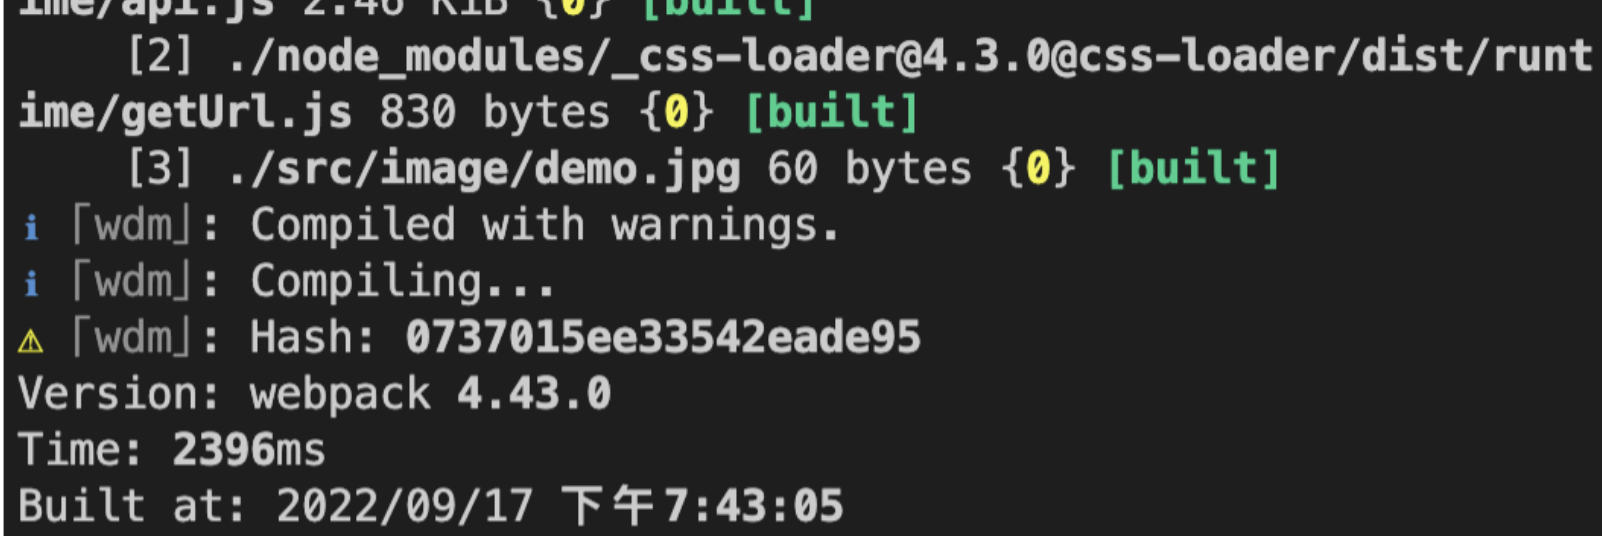 ime/api.js 2.46 KiB {0} [built]
[2] ./node_modules/_css-loader@4.3.0@css-loader/dist/runt
ime/getUrl.js 830 bytes {0} [built]
[3] ./src/image/demo.jpg 60 bytes {0} [built]
ℹ ｢wdm｣: Compiled with warnings.
ℹ ｢wdm｣: Compiling...
⚠ ｢wdm｣: Hash: 0737015ee33542eade95
Version: webpack 4.43.0
Time: 2396ms
Built at: 2022/09/17 下午7:43:05